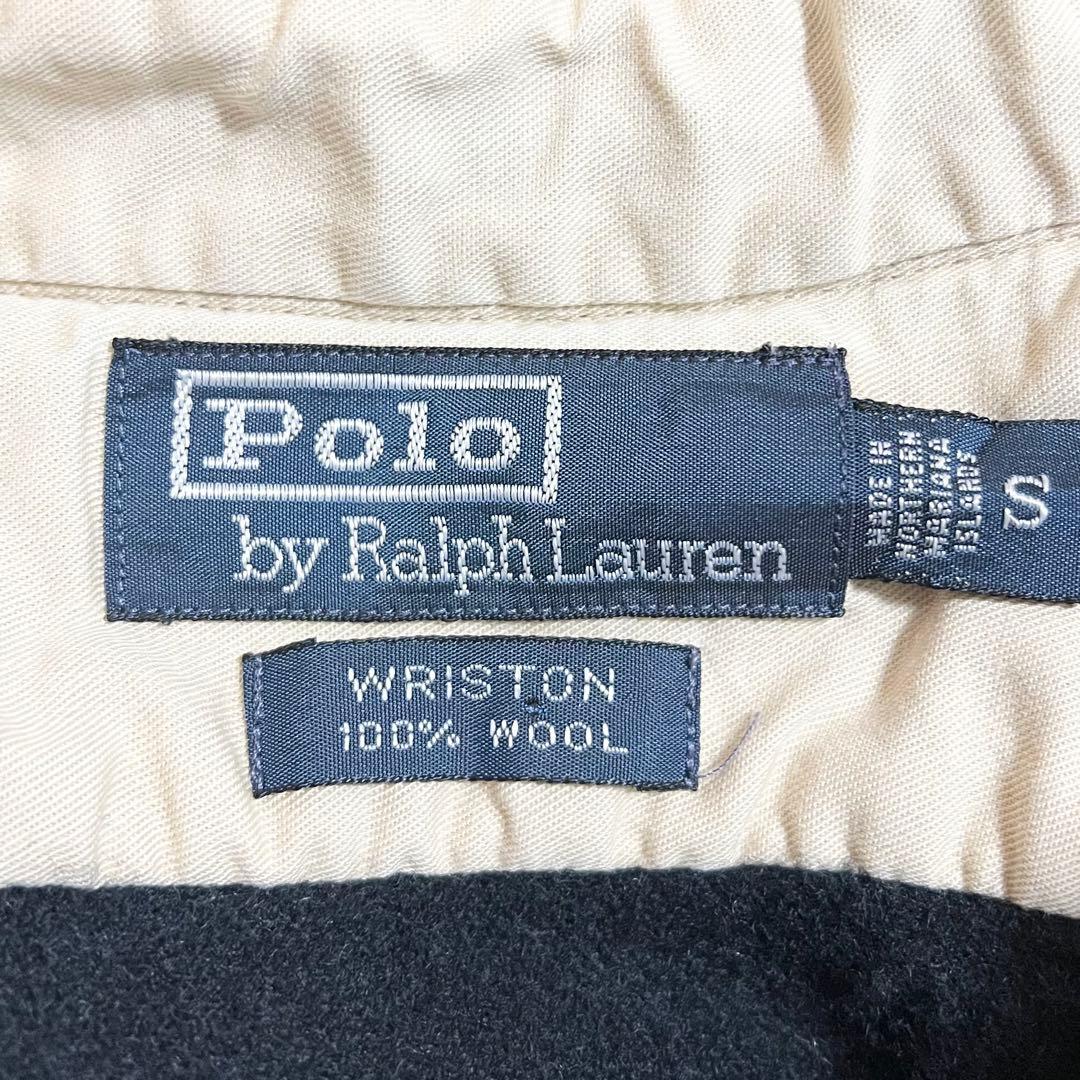 Polo
by Ralph Lauren
MADE IN
NORTHERN
MARIANA
ISLANDS
S
WRISTON
100% WOOL